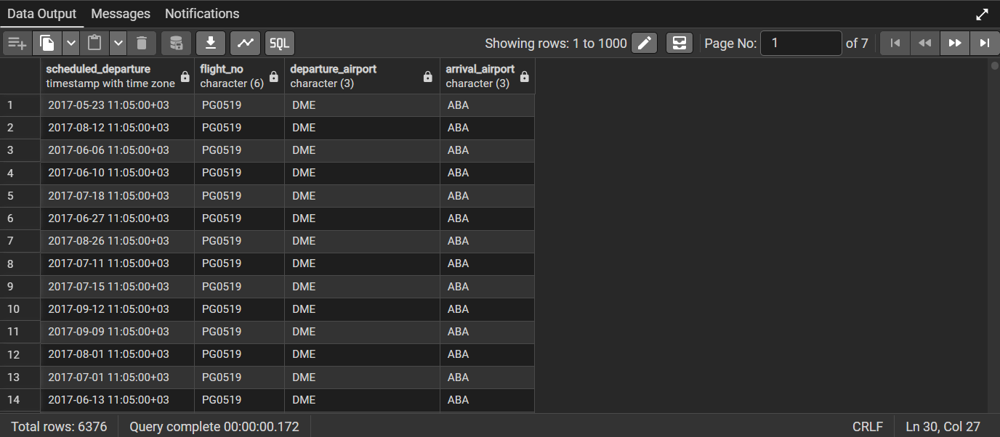 Data Output Messages Notifications
SQL Showing rows: 1 to 1000 Page No: 1 of 7
scheduled_departure flight_no departure_airport arrival_airport
timestamp with time zone character (6) character (3) character (3)
1 2017-05-23 11:05:00+03 PG0519 DME ABA
2 2017-08-12 11:05:00+03 PG0519 DME ABA
3 2017-06-06 11:05:00+03 PG0519 DME ABA
4 2017-06-10 11:05:00+03 PG0519 DME ABA
5 2017-07-18 11:05:00+03 PG0519 DME ABA
6 2017-06-27 11:05:00+03 PG0519 DME ABA
7 2017-08-26 11:05:00+03 PG0519 DME ABA
8 2017-07-11 11:05:00+03 PG0519 DME ABA
9 2017-07-15 11:05:00+03 PG0519 DME ABA
10 2017-09-12 11:05:00+03 PG0519 DME ABA
11 2017-09-09 11:05:00+03 PG0519 DME ABA
12 2017-08-01 11:05:00+03 PG0519 DME ABA
13 2017-07-01 11:05:00+03 PG0519 DME ABA
14 2017-06-13 11:05:00+03 PG0519 DME ABA
Total rows: 6376 Query complete 00:00:00.172 CRLF Ln 30, Col 27